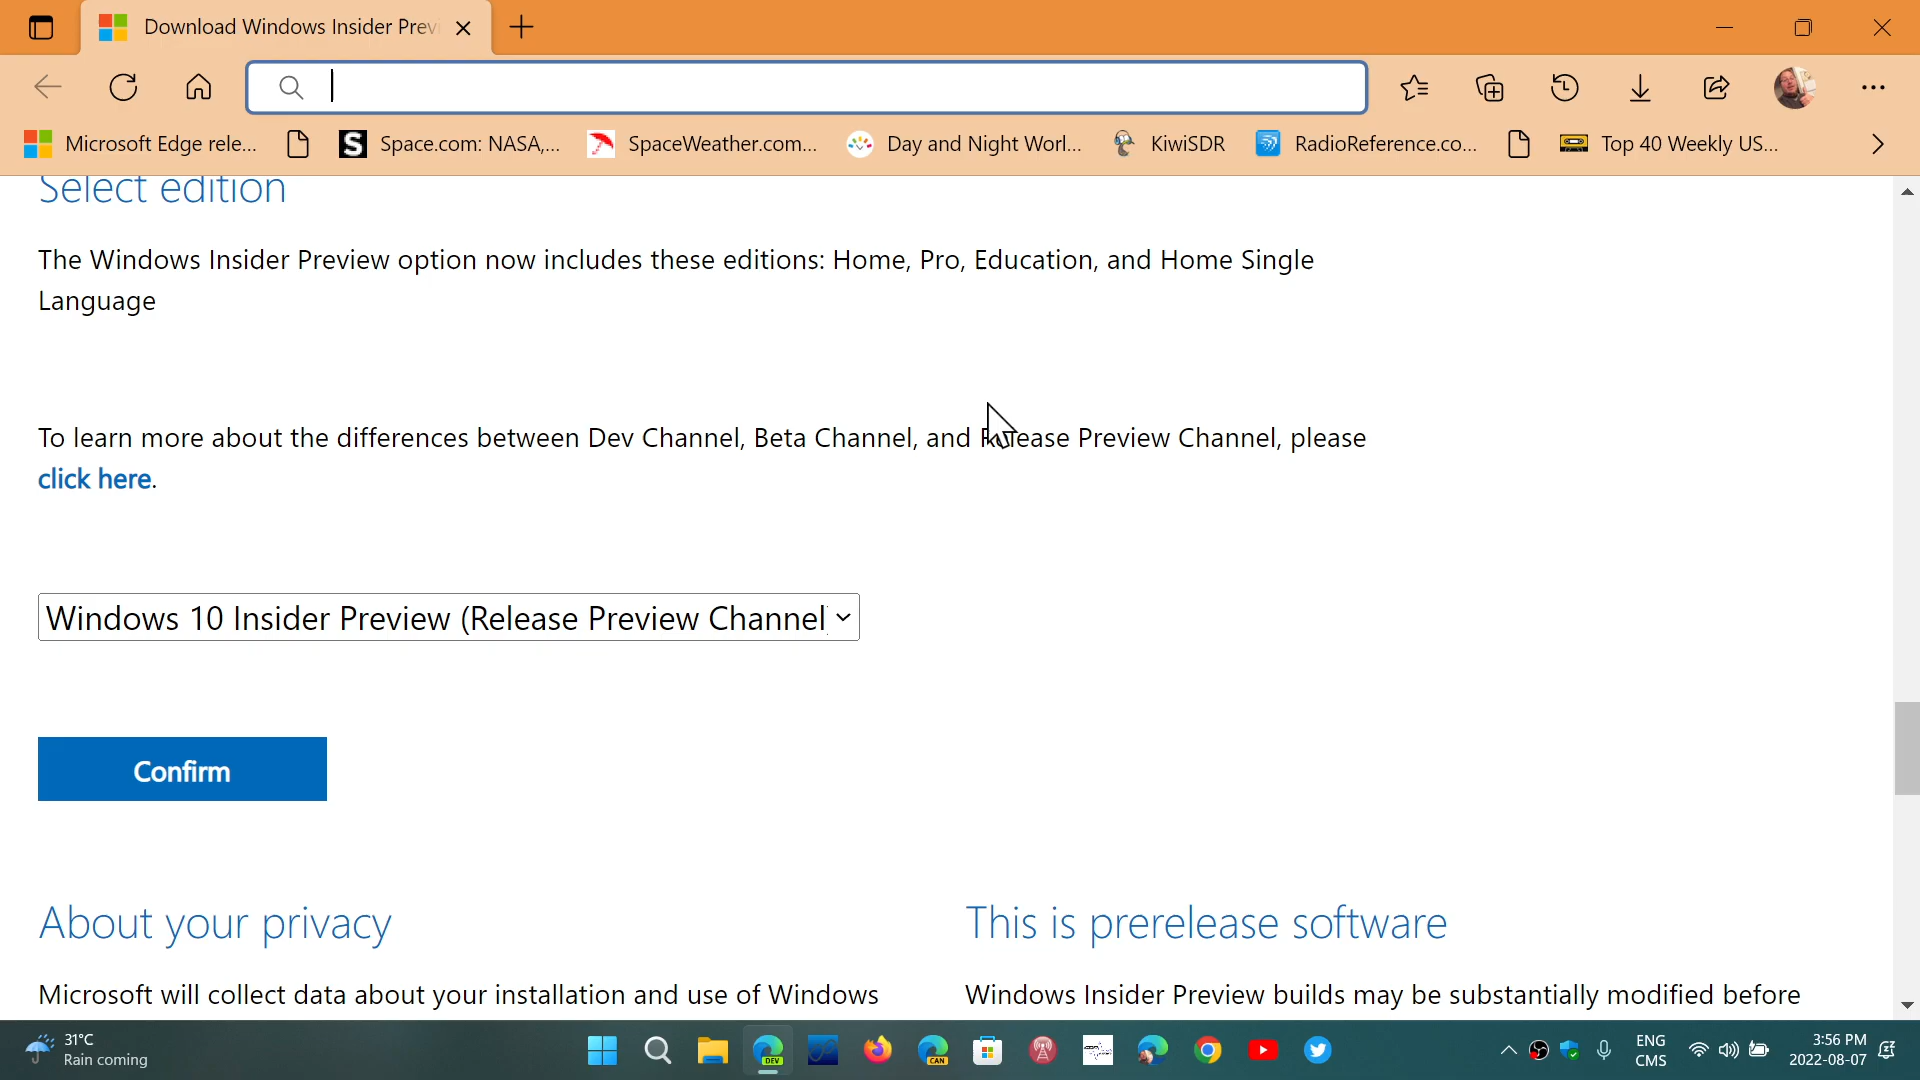 Download Windows Insider Prev
Microsoft Edge rele... Space.com: NASA,... SpaceWeather.com... Day and Night Worl... KiwiSDR RadioReference.co... Top 40 Weekly US...
Select edition
The Windows Insider Preview option now includes these editions: Home, Pro, Education, and Home Single
Language
To learn more about the differences between Dev Channel, Beta Channel, and Release Preview Channel, please
click here.
Windows 10 Insider Preview (Release Preview Channel)
Confirm
About your privacy
Microsoft will collect data about your installation and use of Windows
This is prerelease software
Windows Insider Preview builds may be substantially modified before
31°C
Rain coming
DEV
CAN
ENG
CMS
3:56 PM
2022-08-07